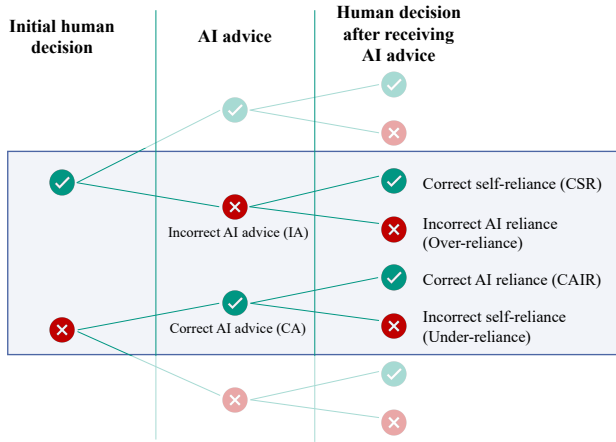 Initial human
decision
AI advice
Human decision
after receiving
AI advice
Correct self-reliance (CSR)
Incorrect AI advice (IA)
Incorrect AI reliance
(Over-reliance)
Correct AI reliance (CAIR)
Correct AI advice (CA)
Incorrect self-reliance
(Under-reliance)